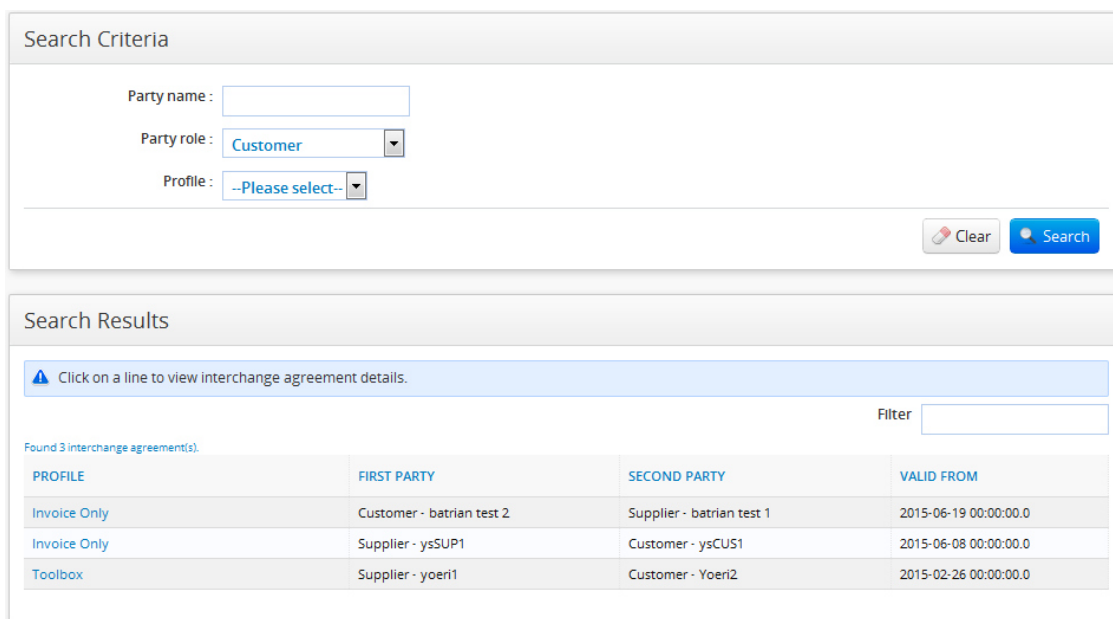 Search Criteria
Party name :
Party role : Customer
Profile : --Please select--
Clear Search
Search Results
Click on a line to view interchange agreement details.
Filter
Found 3 interchange agreement(s).
PROFILE FIRST PARTY SECOND PARTY VALID FROM
Invoice Only Customer - batrian test 2 Supplier - batrian test 1 2015-06-19 00:00:00.0
Invoice Only Supplier - ysSUP1 Customer - ysCUS1 2015-06-08 00:00:00.0
Toolbox Supplier - yoeri1 Customer - Yoeri2 2015-02-26 00:00:00.0